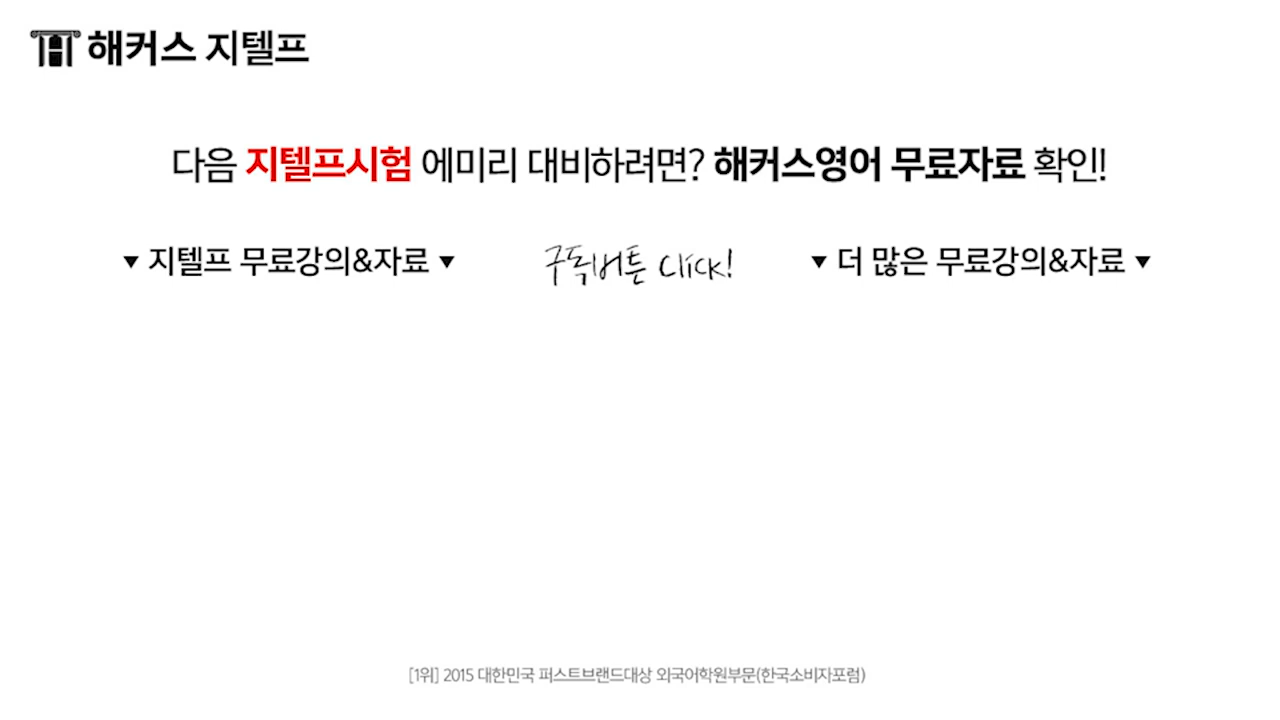 해커스 지텔프
다음 지텔프시험 에미리 대비하려면? 해커스영어 무료자료 확인!
▼ 지텔프 무료강의&자료 ▼
구독버튼 click!
▼ 더 많은 무료강의&자료 ▼
[1위] 2015 대한민국 퍼스트브랜드대상 외국어학원부문(한국소비자포럼)